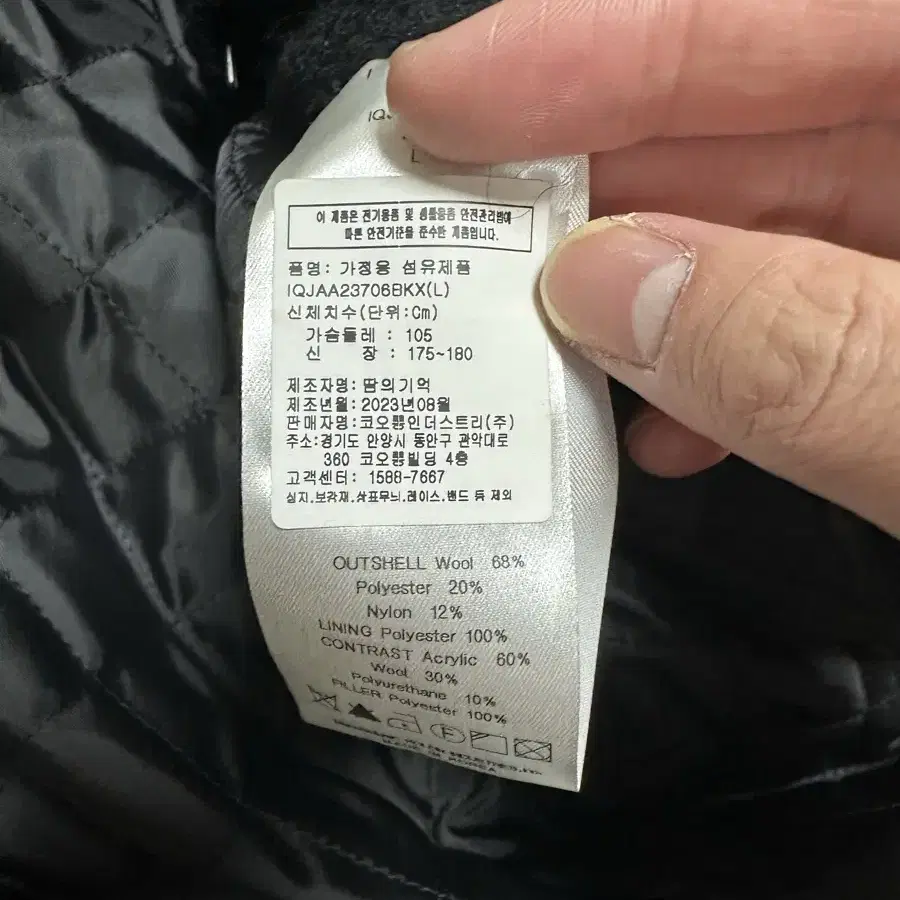 L
이 제품은 전기용품 및 생활용품 안전관리법에
따른 안전기준을 준수한 제품입니다.
품명: 가정용 섬유제품
IQJAA23706BKX(L)
신체치수(단위:Cm)
가슴둘레 : 105
신 장 : 175~180
제조자명: 땀의기억
제조년월: 2023년08월
판매자명:코오롱인더스트리(주)
주소:경기도 안양시 동안구 관악대로
360 코오롱빌딩 4층
고객센터: 1588-7667
심지.보강재.상표무늬.레이스.밴드 등 제외
OUTSHELL Wool 68%
Polyester 20%
Nylon 12%
LINING Polyester 100%
CONTRAST Acrylic 60%
Wool 30%
Polyurethane 10%
FILLER Polyester 100%
F
MADE IN KOREA